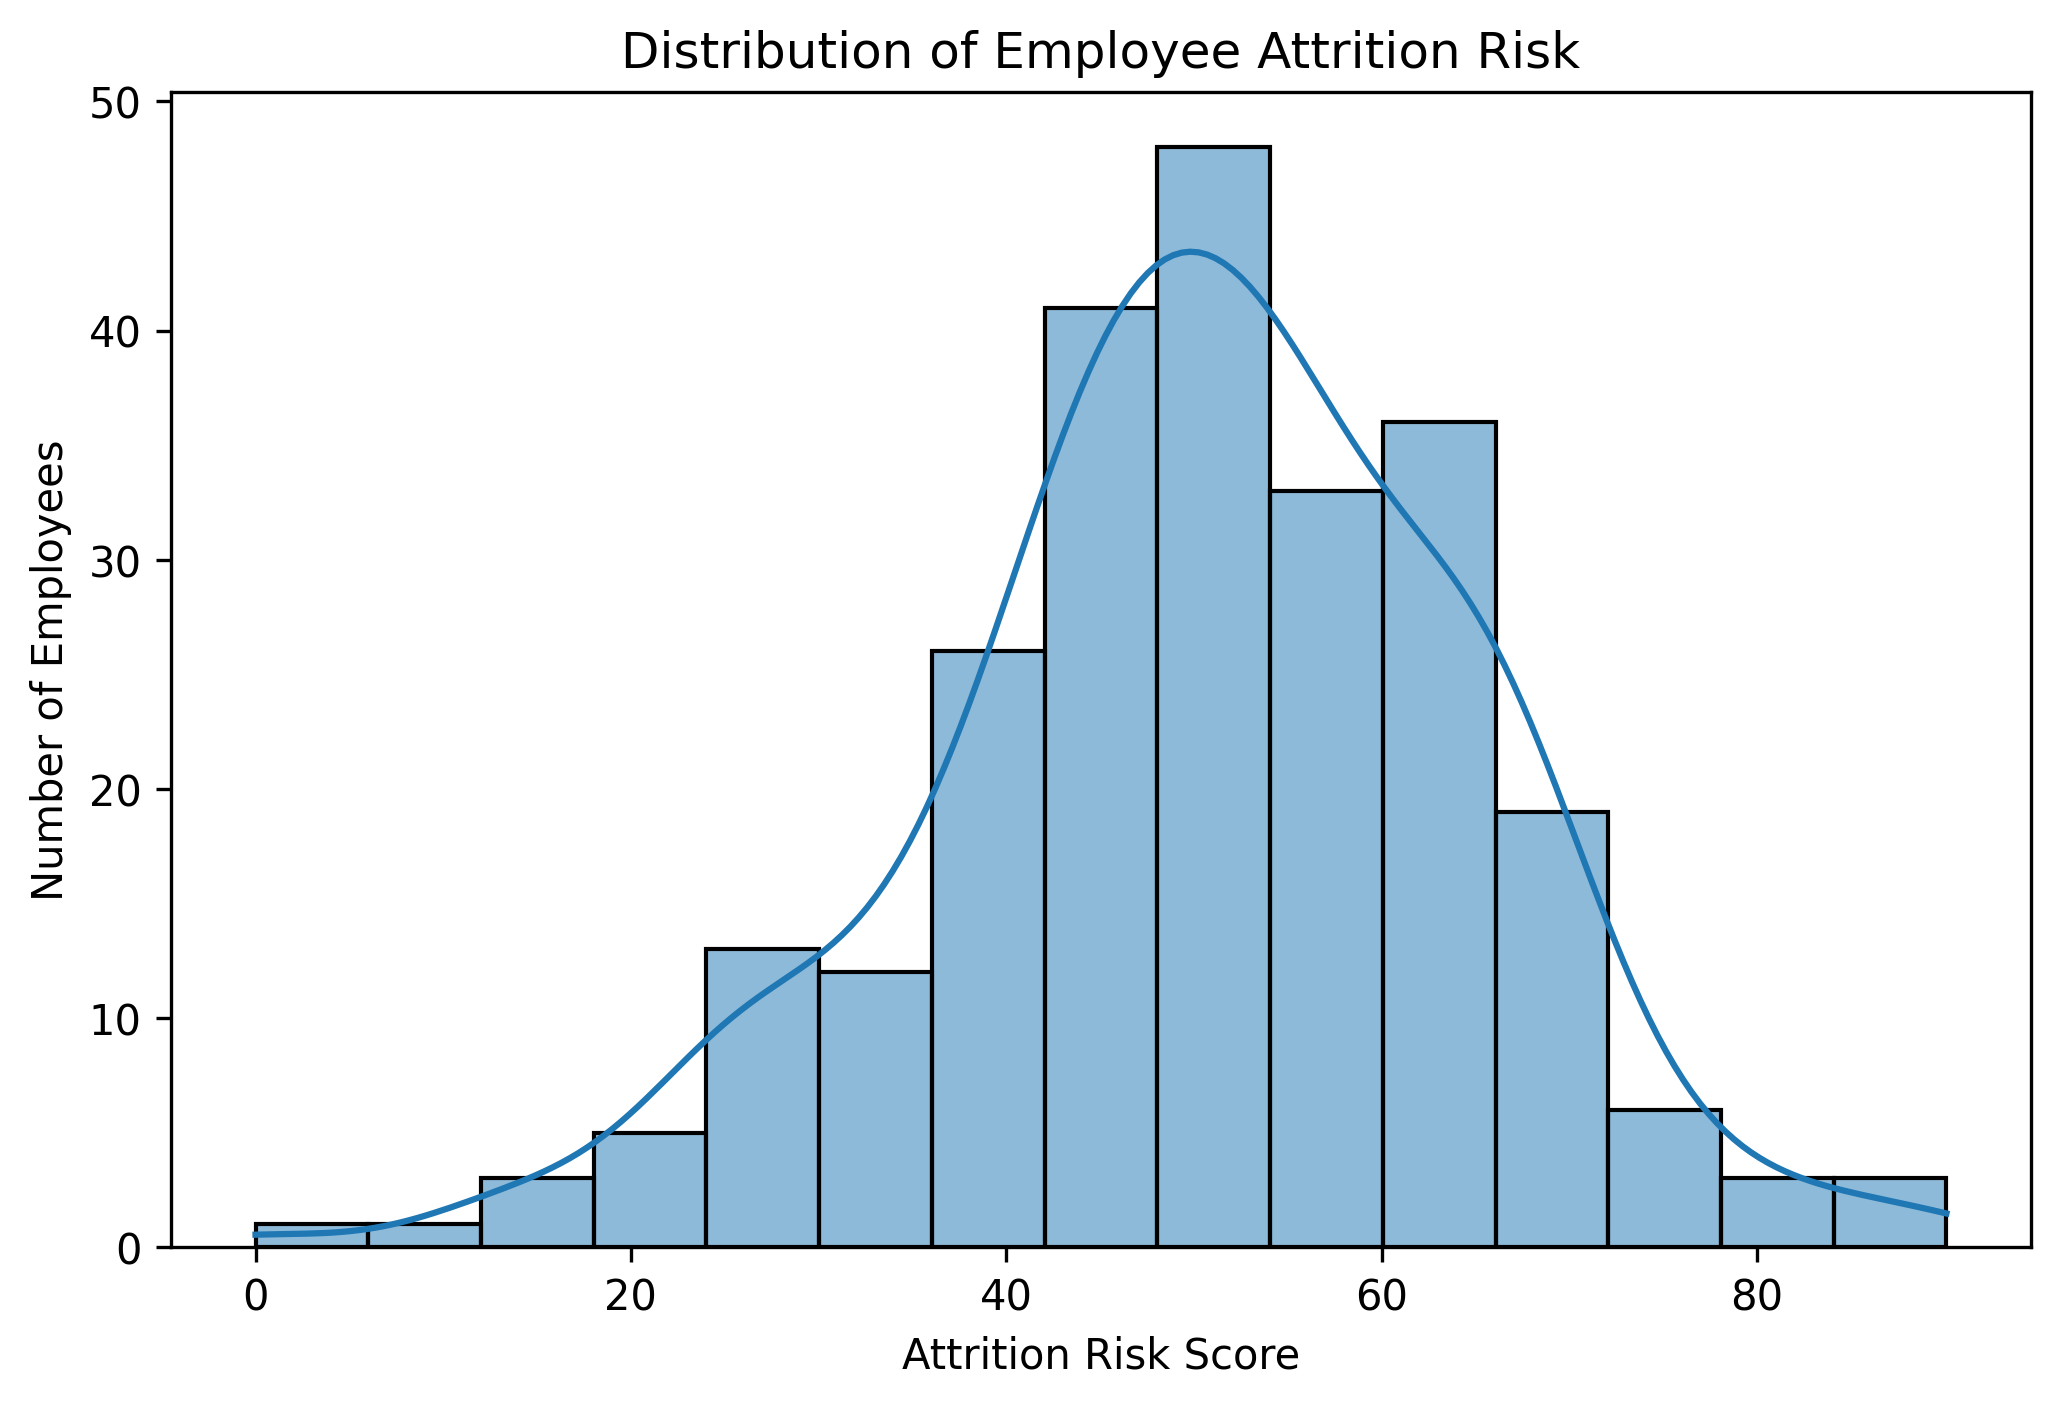 Distribution of Employee Attrition Risk
50
40
30
20
10
0
Number of Employees
0 20 40 60 80
Attrition Risk Score